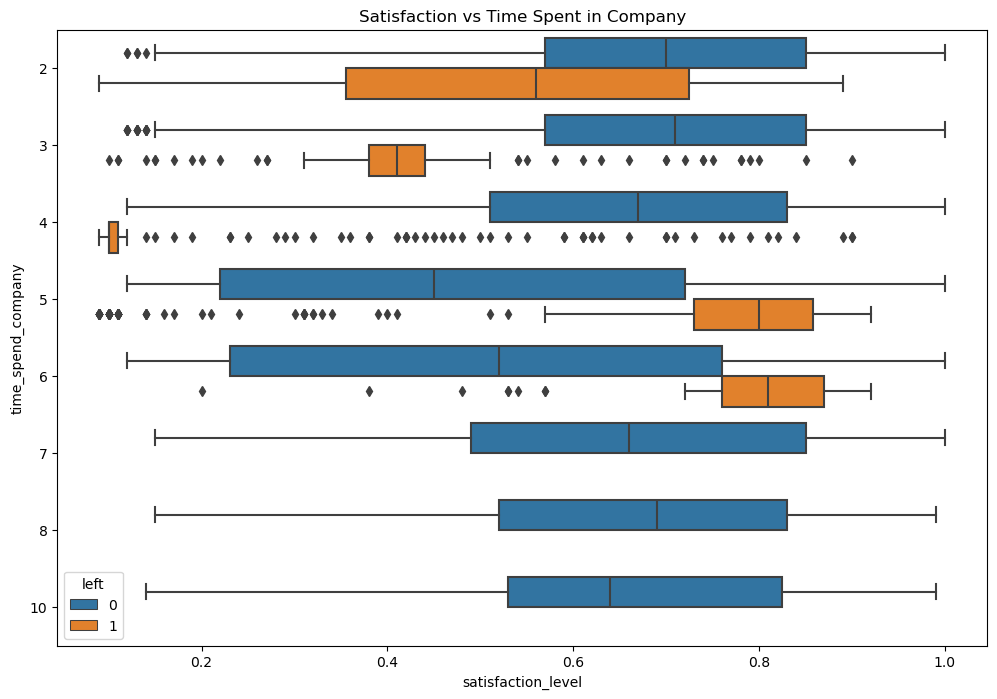 Satisfaction vs Time Spent in Company
time_spend_company
2
3
4
5
6
7
8
10
left
0
1
0.2 0.4 0.6 0.8 1.0
satisfaction_level